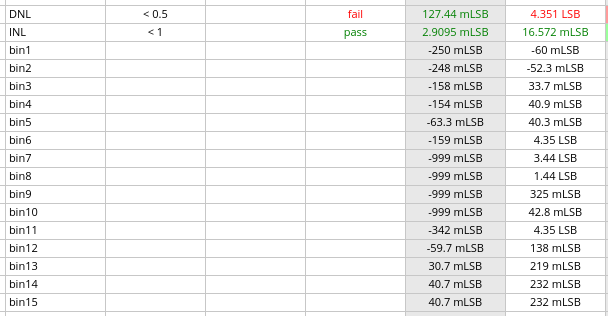 DNL < 0.5 fail 127.44 mLSB 4.351 LSB
INL < 1 pass 2.9095 mLSB 16.572 mLSB
bin1 -250 mLSB -60 mLSB
bin2 -248 mLSB -52.3 mLSB
bin3 -158 mLSB 33.7 mLSB
bin4 -154 mLSB 40.9 mLSB
bin5 -63.3 mLSB 40.3 mLSB
bin6 -159 mLSB 4.35 LSB
bin7 -999 mLSB 3.44 LSB
bin8 -999 mLSB 1.44 LSB
bin9 -999 mLSB 325 mLSB
bin10 -999 mLSB 42.8 mLSB
bin11 -342 mLSB 4.35 LSB
bin12 -59.7 mLSB 138 mLSB
bin13 30.7 mLSB 219 mLSB
bin14 40.7 mLSB 232 mLSB
bin15 40.7 mLSB 232 mLSB